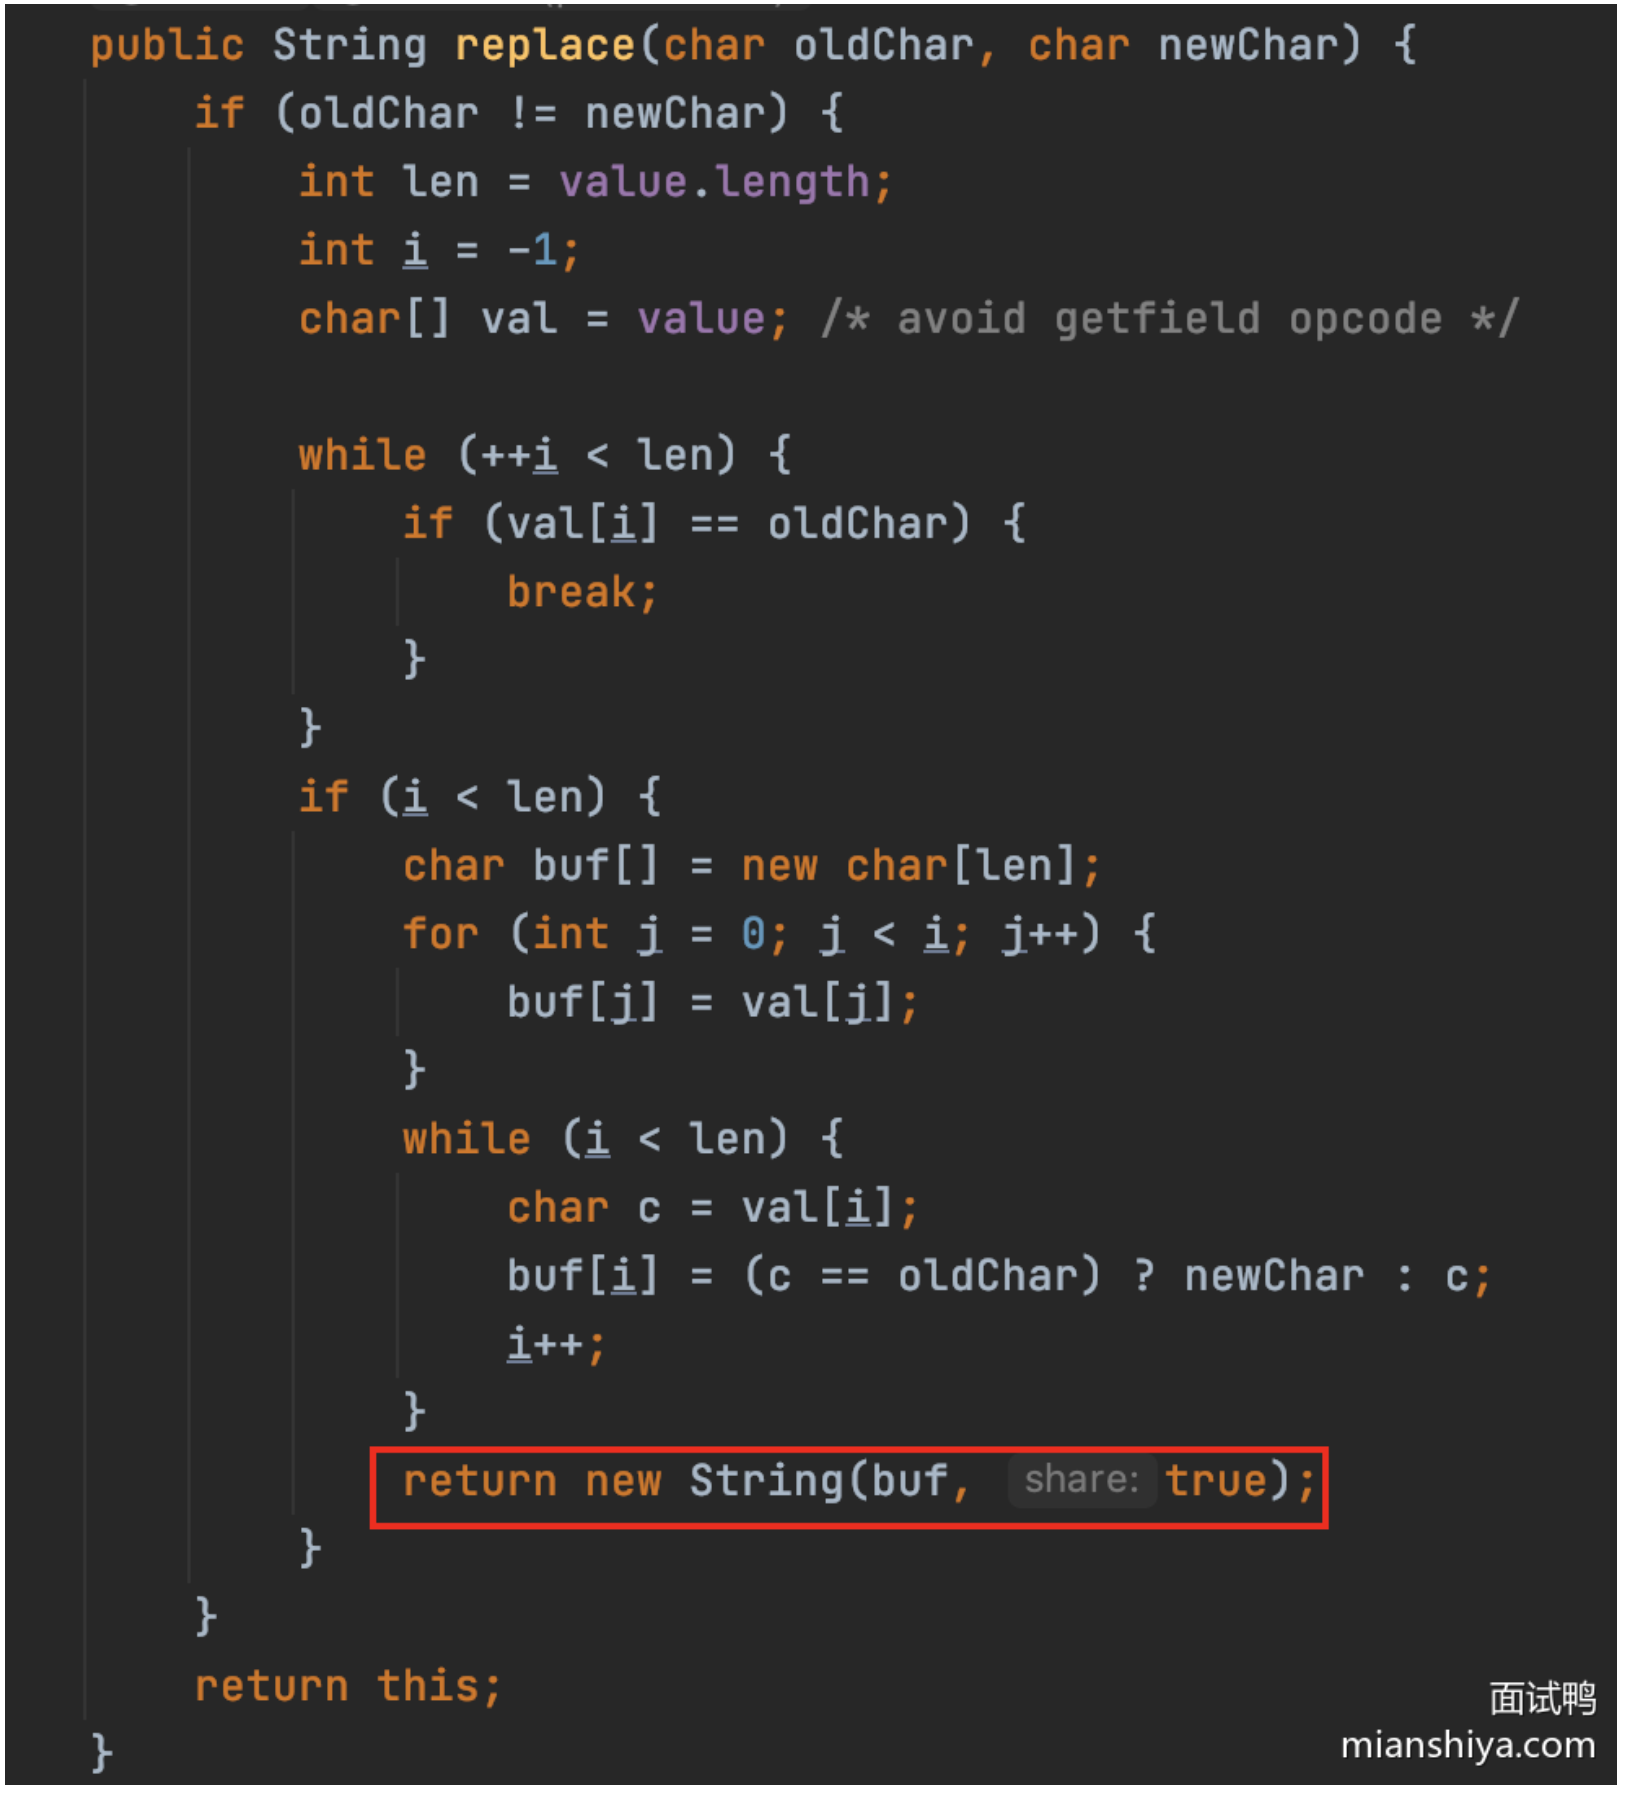 public String replace(char oldChar, char newChar) {
if (oldChar != newChar) {
int len = value.length;
int i = -1;
char[] val = value; /* avoid getfield opcode */
while (++i < len) {
if (val[i] == oldChar) {
break;
}
}
if (i < len) {
char buf[] = new char[len];
for (int j = 0; j < i; j++) {
buf[j] = val[j];
}
while (i < len) {
char c = val[i];
buf[i] = (c == oldChar) ? newChar : c;
i++;
}
return new String(buf, share: true);
}
}
return this;
}
面试鸭
mianshiya.com